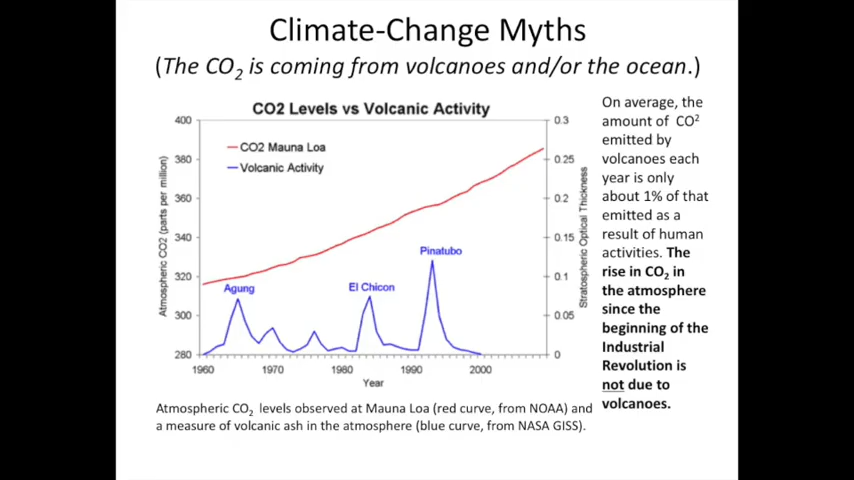 Climate-Change Myths
(The CO2 is coming from volcanoes and/or the ocean.)
CO2 Levels vs Volcanic Activity
400
380
360
340
320
300
280
Atmospheric CO2 (parts per million)
CO2 Mauna Loa
Volcanic Activity
Agung
El Chicon
Pinatubo
0.3
0.25
0.2
0.15
0.1
0.05
0
Stratospheric Optical Thickness
1960 1970 1980 1990 2000
Year
On average, the
amount of CO2
emitted by
volcanoes each
year is only
about 1% of that
emitted as a
result of human
activities. The
rise in CO2 in
the atmosphere
since the
beginning of the
Industrial
Revolution is
not due to
volcanoes.
Atmospheric CO2 levels observed at Mauna Loa (red curve, from NOAA) and
a measure of volcanic ash in the atmosphere (blue curve, from NASA GISS).